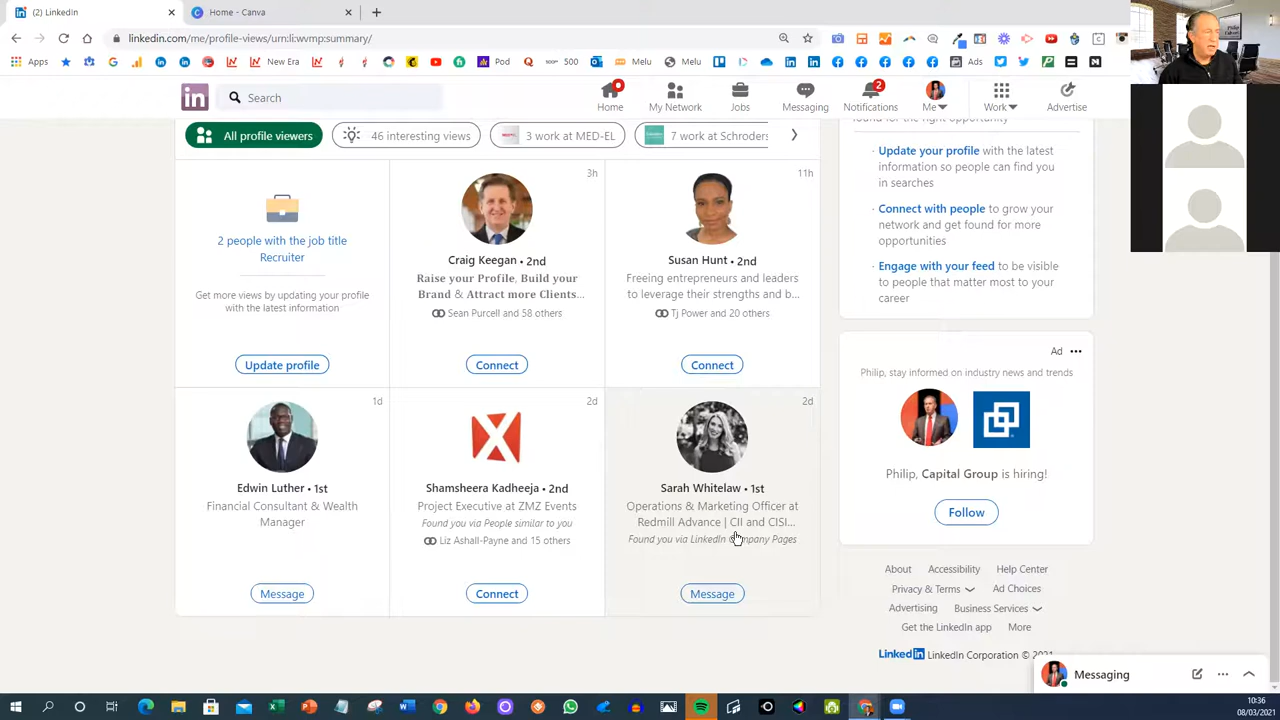 (2) LinkedIn
Home - Canva
linkedin.com/me/profile-views/urn:li:wvmp:summary/
Apps
New Era
Melu
Pod
500
Melu
Ads
Search
Home
My Network
Jobs
Messaging
2
Notifications
Me
Work
Advertise
All profile viewers
46 interesting views
3 work at MED-EL
7 work at Schroders
Update your profile with the latest
information so people can find you
in searches
Connect with people to grow your
network and get found for more
opportunities
Engage with your feed to be visible
to people that matter most to your
career
2 people with the job title
Recruiter
Get more views by updating your profile
with the latest information
Update profile
3h
Craig Keegan • 2nd
Raise your Profile, Build your
Brand & Attract more Clients...
Sean Purcell and 58 others
Connect
11h
Susan Hunt • 2nd
Freeing entrepreneurs and leaders
to leverage their strengths and b...
Tj Power and 20 others
Connect
1d
Edwin Luther • 1st
Financial Consultant & Wealth
Manager
Message
2d
Shamsheera Kadheeja • 2nd
Project Executive at ZMZ Events
Found you via People similar to you
Liz Ashall-Payne and 15 others
Connect
2d
Sarah Whitelaw • 1st
Operations & Marketing Officer at
Redmill Advance | CII and CISI...
Found you via LinkedIn Company Pages
Message
Ad
Philip, stay informed on industry news and trends
Philip, Capital Group is hiring!
Follow
About
Accessibility
Help Center
Privacy & Terms
Ad Choices
Advertising
Business Services
Get the LinkedIn app
More
LinkedIn LinkedIn Corporation © 2021
Messaging
10:36
08/03/2021